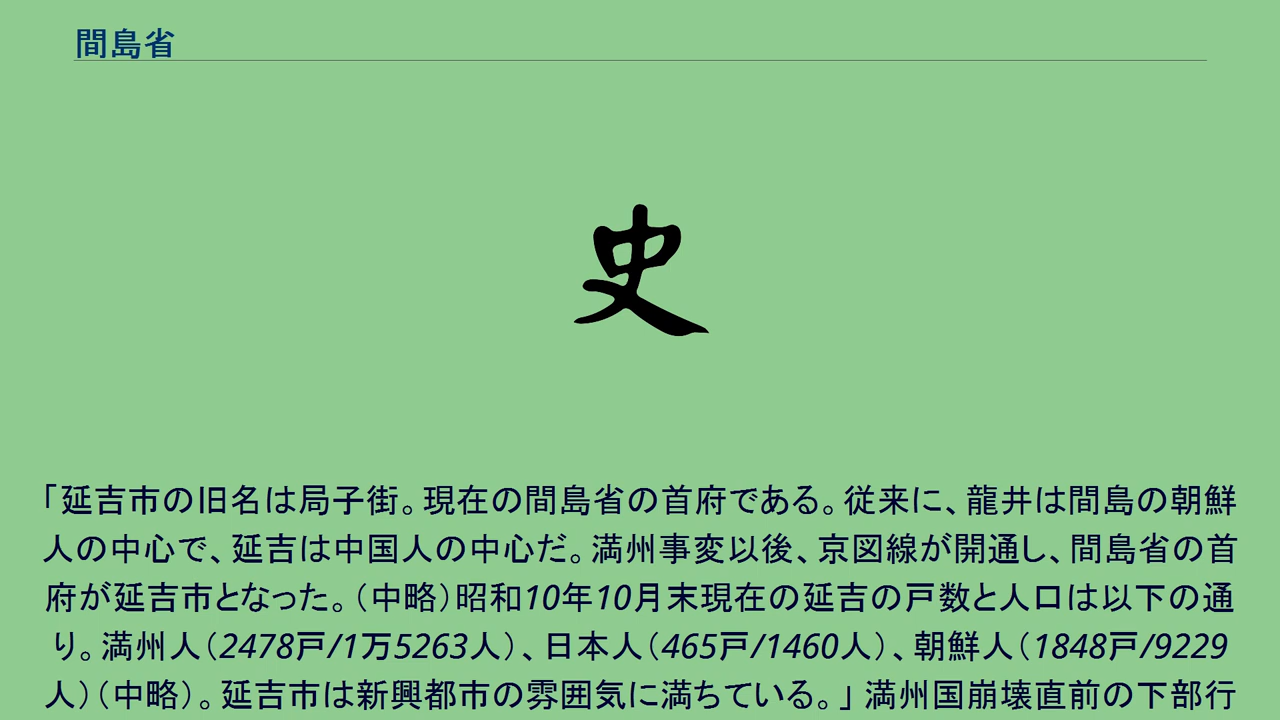 間島省
史
「延吉市の旧名は局子街。現在の間島省の首府である。従来に、龍井は間島の朝鮮
人の中心で、延吉は中国人の中心だ。満州事変以後、京図線が開通し、間島省の首
府が延吉市となった。（中略）昭和10年10月末現在の延吉の戸数と人口は以下の通
り。満州人（2478戸/1万5263人）、日本人（465戸/1460人）、朝鮮人（1848戸/9229
人）（中略）。延吉市は新興都市の雰囲気に満ちている。」 満州国崩壊直前の下部行